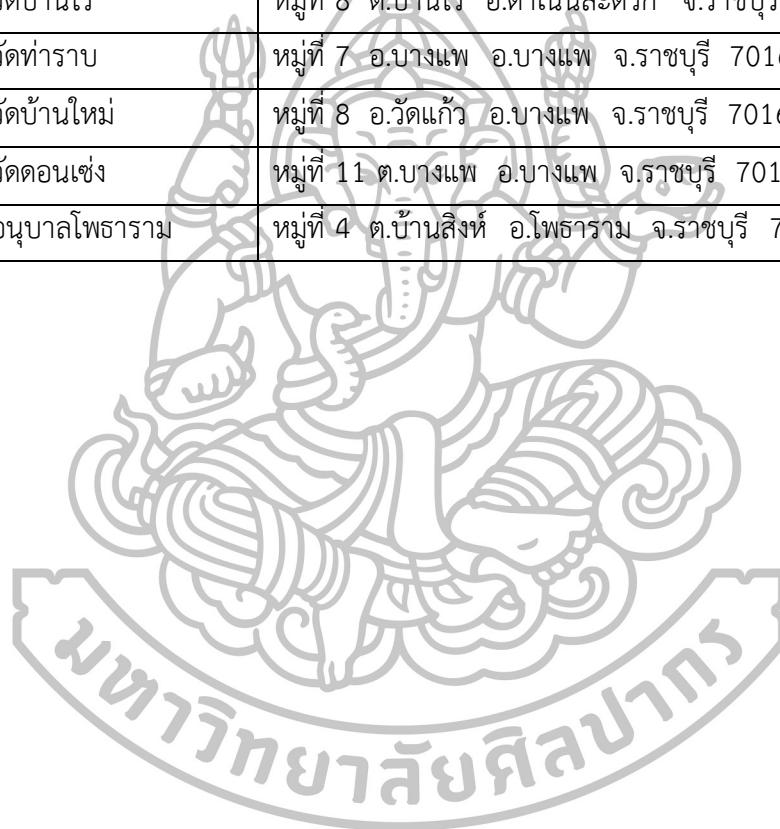 วัดบ้านไร่ หมู่ที่ 8 ต.บ้านไร่ อ.ดำเนินสะดวก จ.ราชบุรี
วัดท่าราบ หมู่ที่ 7 อ.บางแพ อ.บางแพ จ.ราชบุรี 7016
วัดบ้านใหม่ หมู่ที่ 8 อ.วัดแก้ว อ.บางแพ จ.ราชบุรี 7016
วัดดอนเซ่ง หมู่ที่ 11 ต.บางแพ อ.บางแพ จ.ราชบุรี 701
อนุบาลโพธาราม หมู่ที่ 4 ต.บ้านสิงห์ อ.โพธาราม จ.ราชบุรี 7
มหาวิทยาลัยศิลปากร